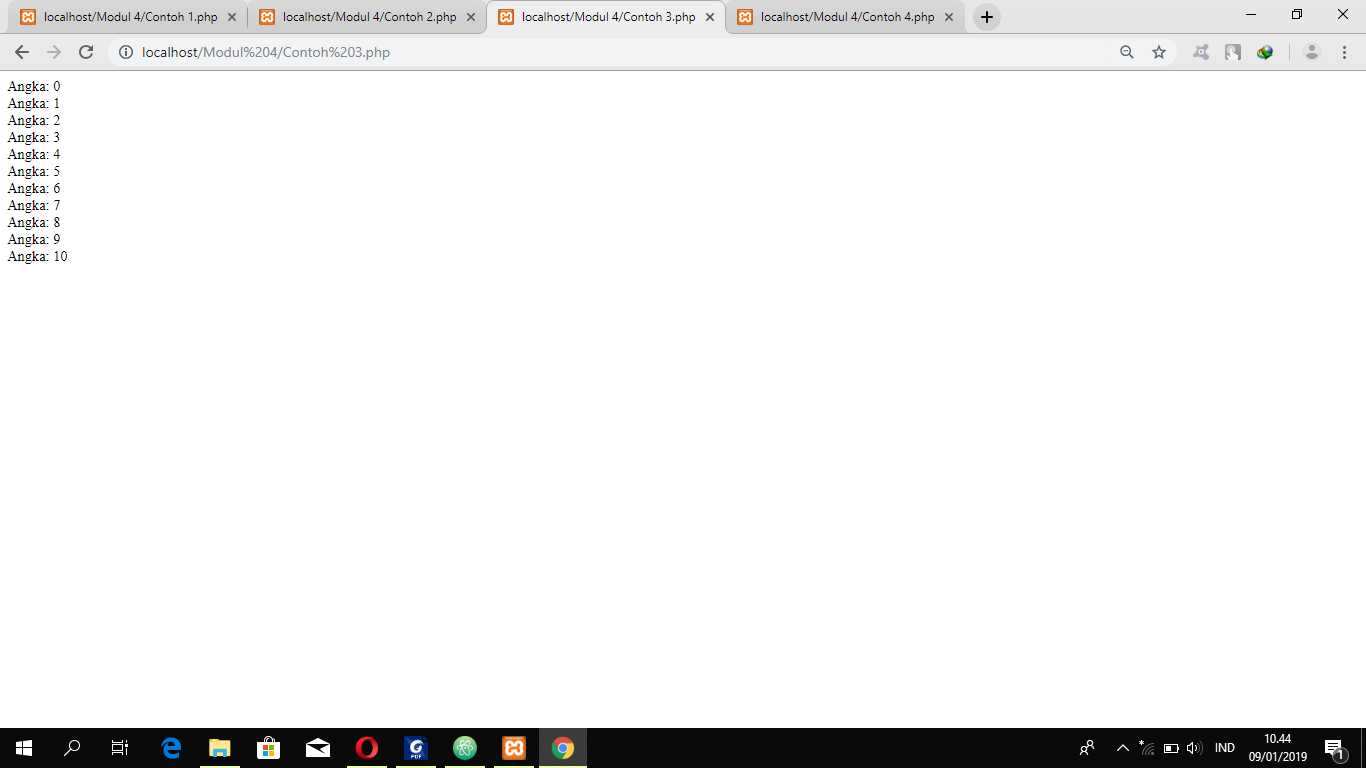 localhost/Modul 4/Contoh 1.php
localhost/Modul 4/Contoh 2.php
localhost/Modul 4/Contoh 3.php
localhost/Modul 4/Contoh 4.php
localhost/Modul%204/Contoh%203.php
Angka: 0
Angka: 1
Angka: 2
Angka: 3
Angka: 4
Angka: 5
Angka: 6
Angka: 7
Angka: 8
Angka: 9
Angka: 10
PDF
IND
10.44
09/01/2019
1